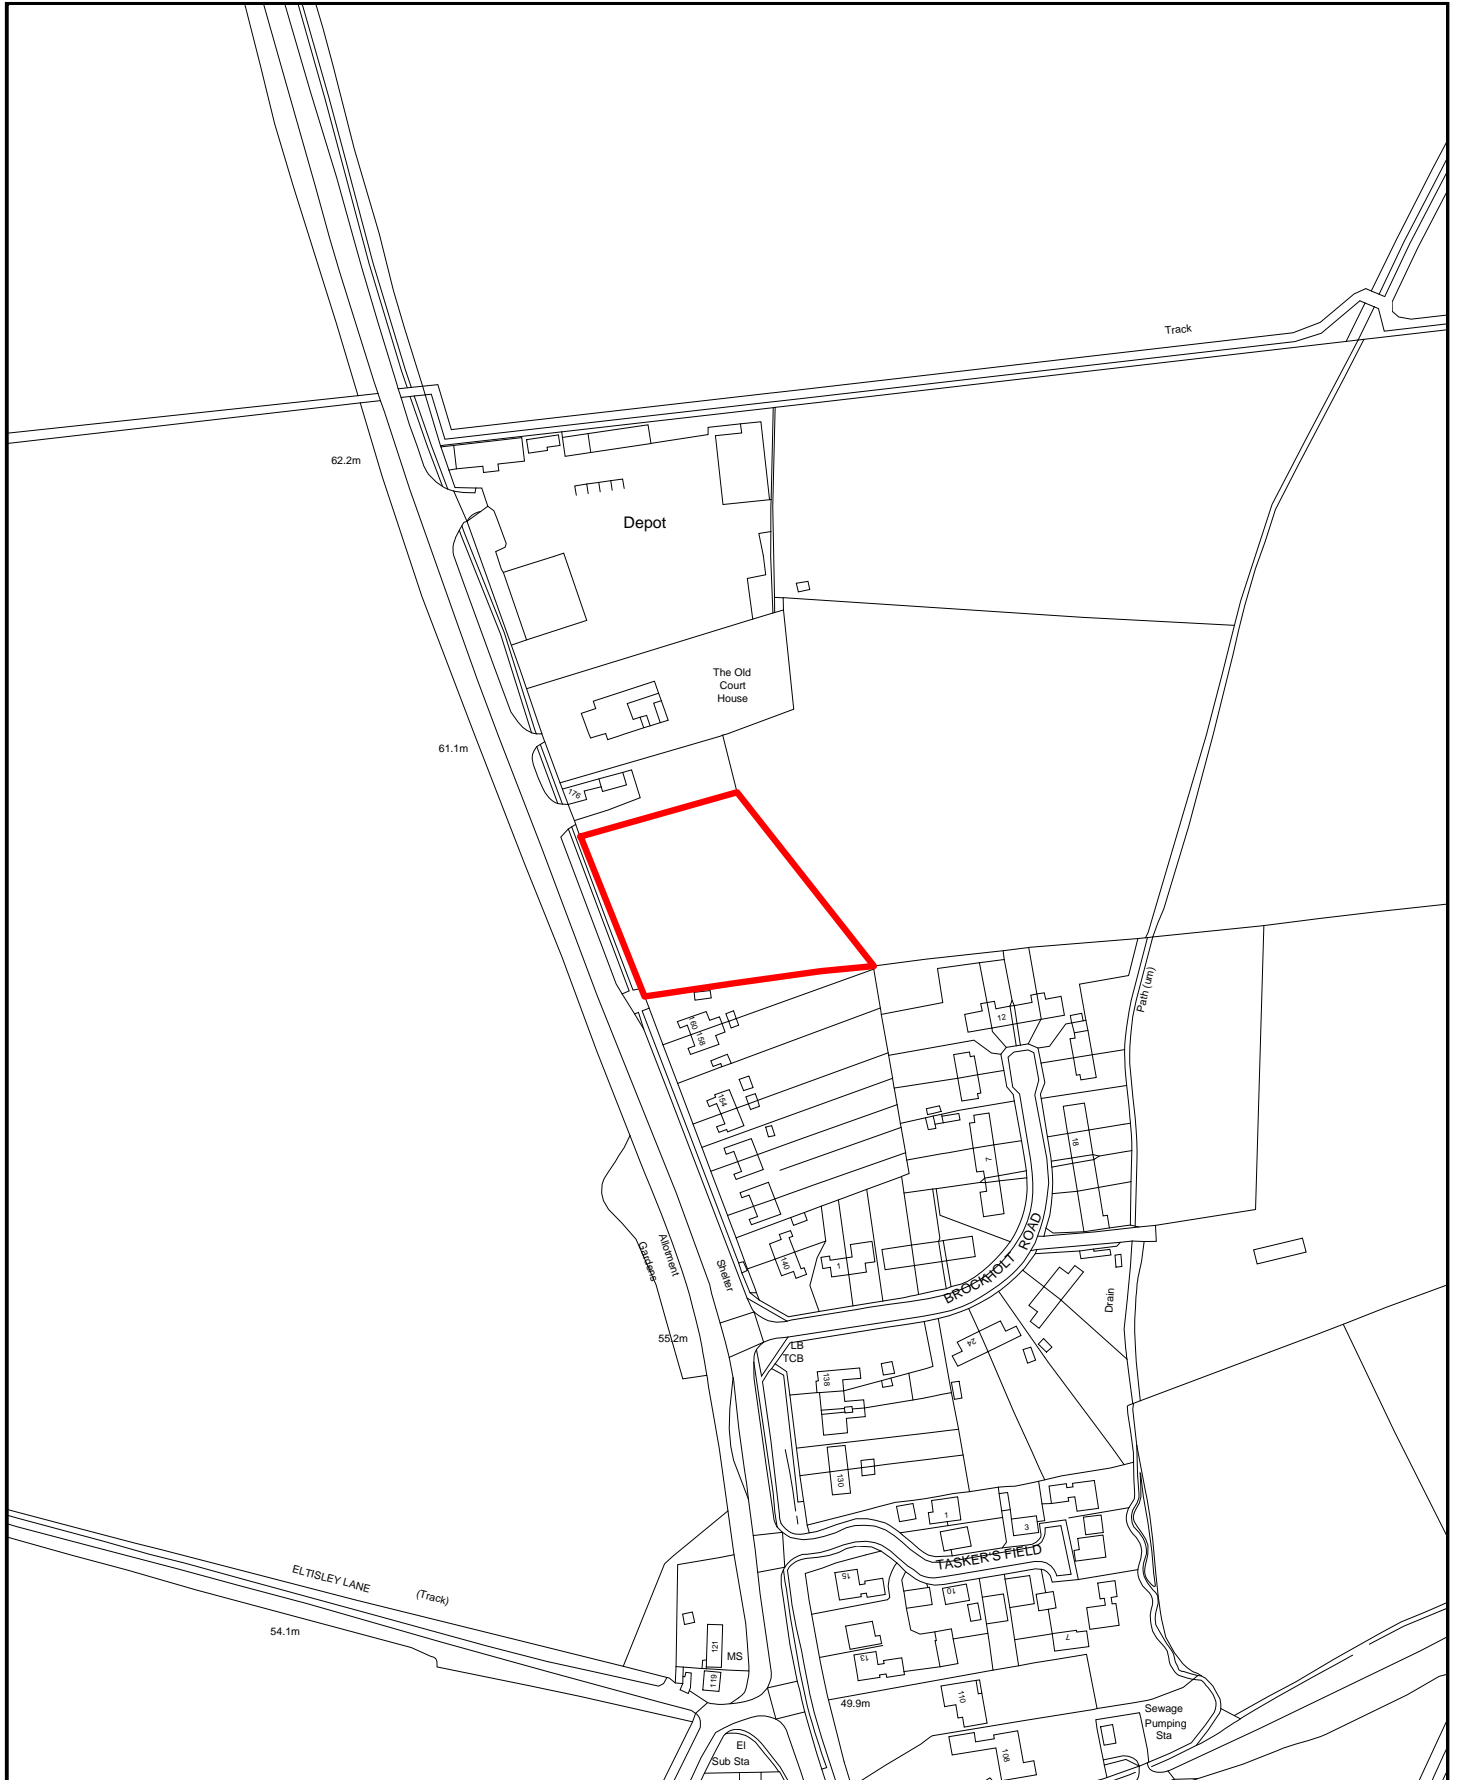 Track
62.2m
Depot
The Old
Court
House
61.1m
176
Path (um)
160
158
12
154
18
7
Allotment
Gardens
Shelter
140
1
BROCKHOLT ROAD
Drain
55.2m
LB
TCB
24
138
130
1
3
TASKER'S FIELD
ELTISLEY LANE
(Track)
15
10
54.1m
121
MS
13
7
119
110
49.9m
Sewage
Pumping
Sta
El
Sub Sta
108